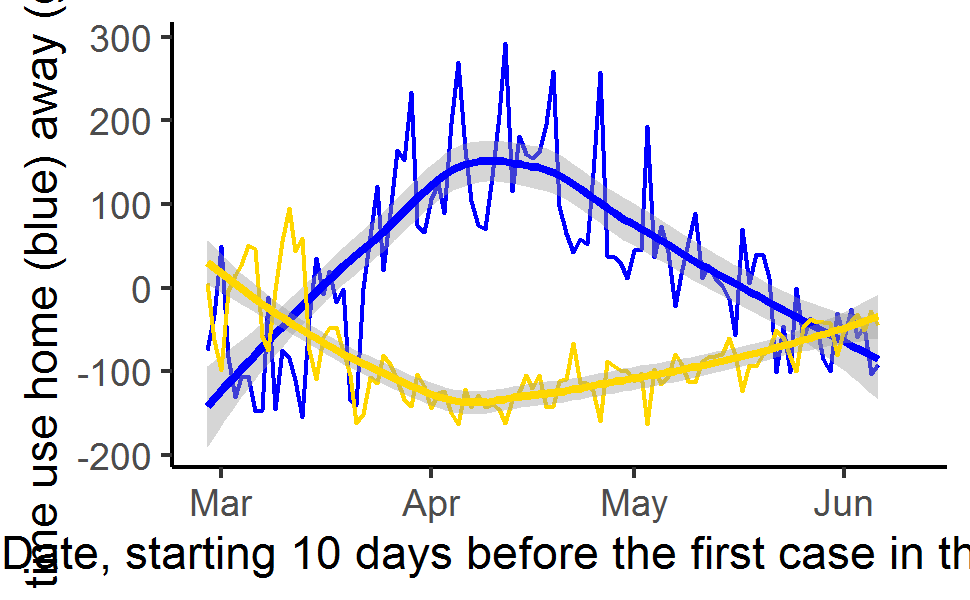 time use home (blue) away (
300
200
100
0
-100
-200
Mar Apr May Jun
Date, starting 10 days before the first case in th